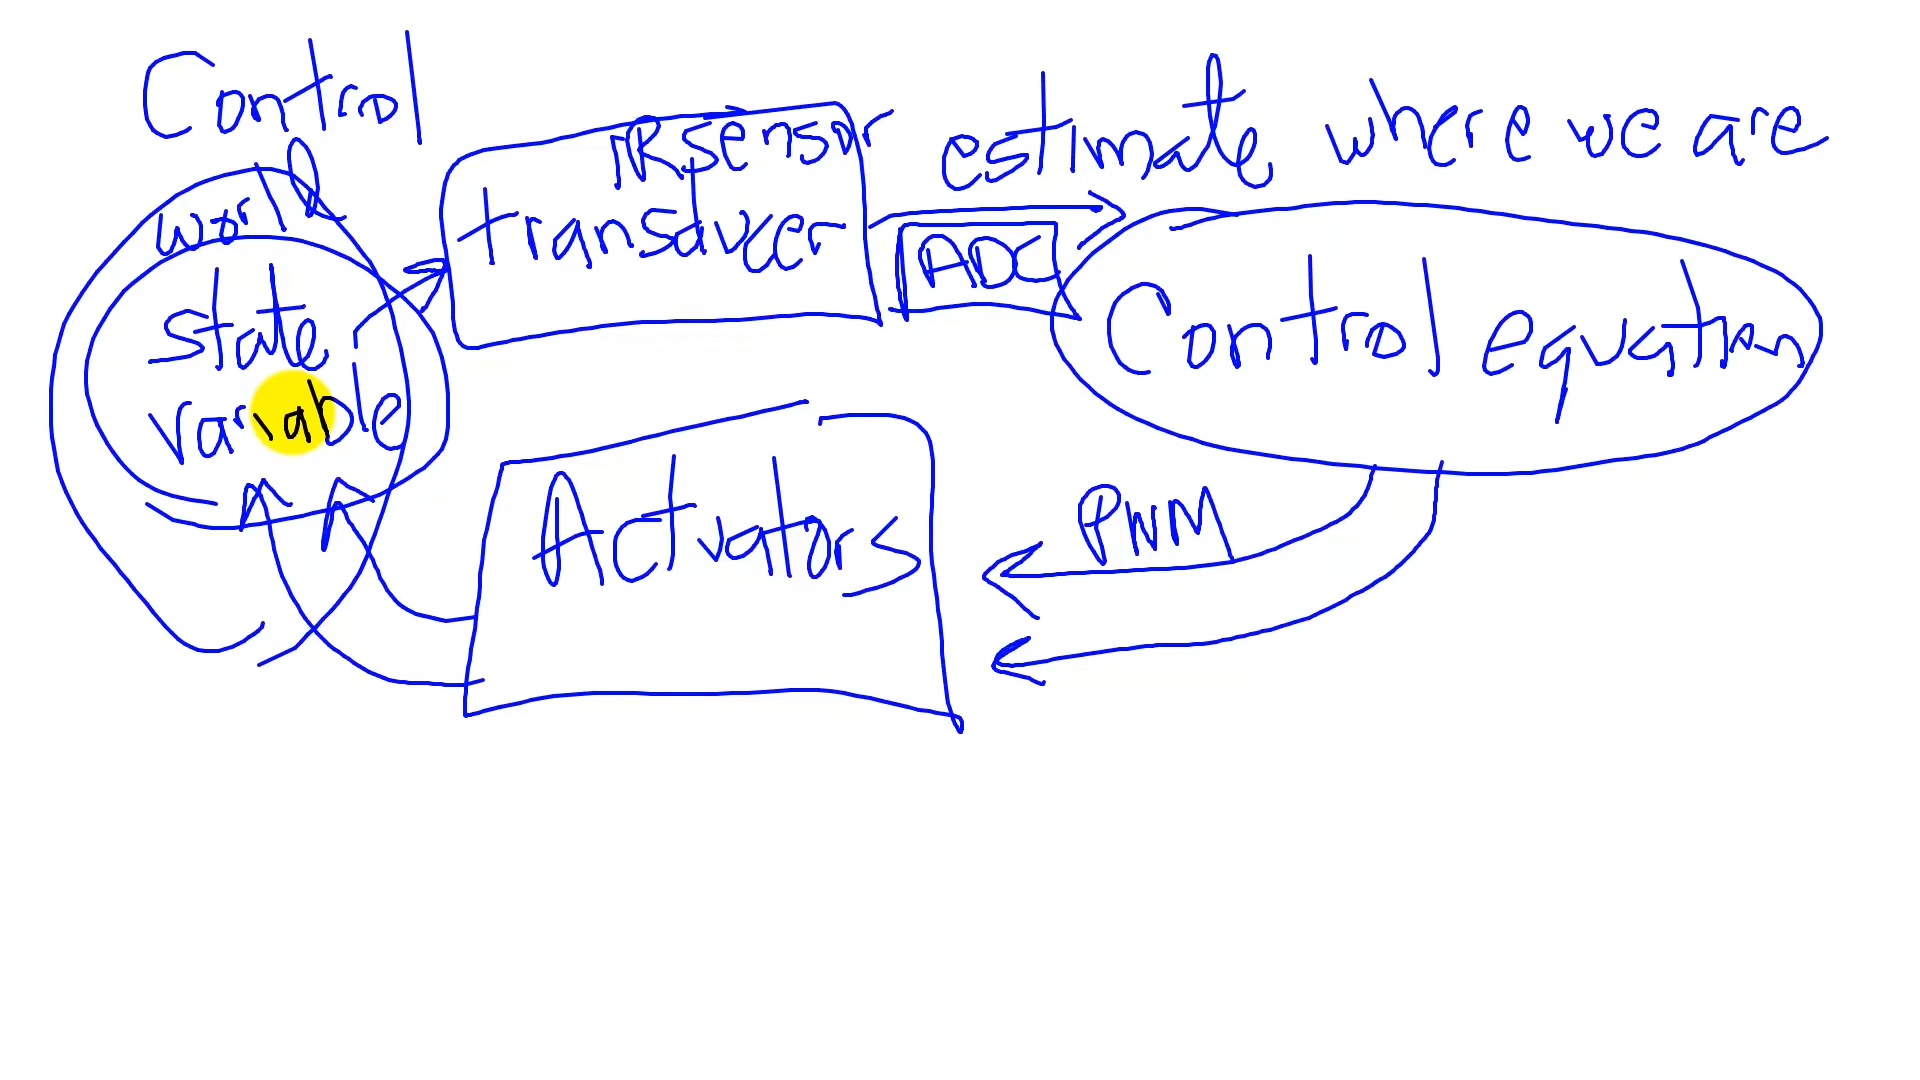 Control
IR sensor
estimate where we are
world
transducer
ADC
state
variable
Control equation
Actuators
PWM